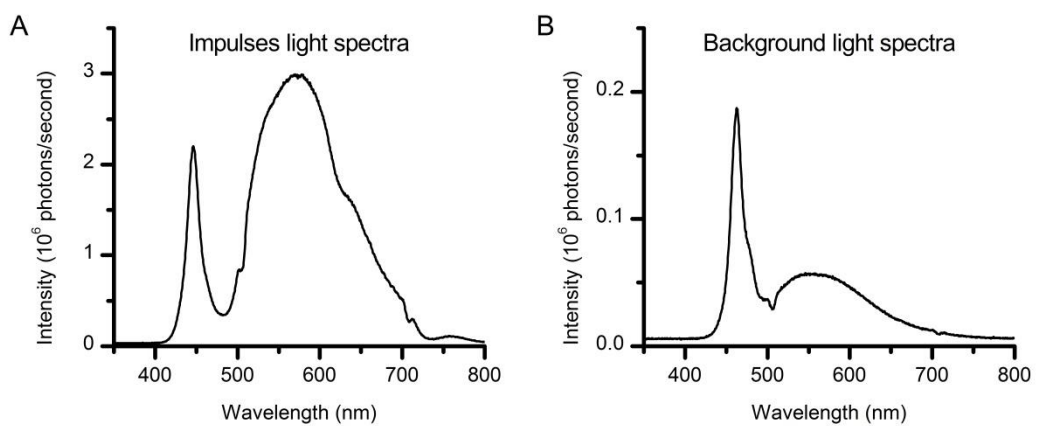 A
Impulses light spectra
Intensity (10⁶ photons/second)
3
2
1
0
400 500 600 700 800
Wavelength (nm)
B
Background light spectra
Intensity (10⁶ photons/second)
0.2
0.1
0.0
400 500 600 700 800
Wavelength (nm)